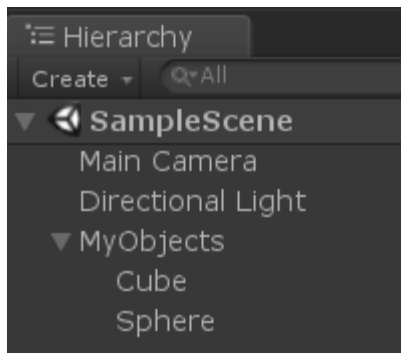 Hierarchy
Create All
SampleScene
Main Camera
Directional Light
MyObjects
Cube
Sphere